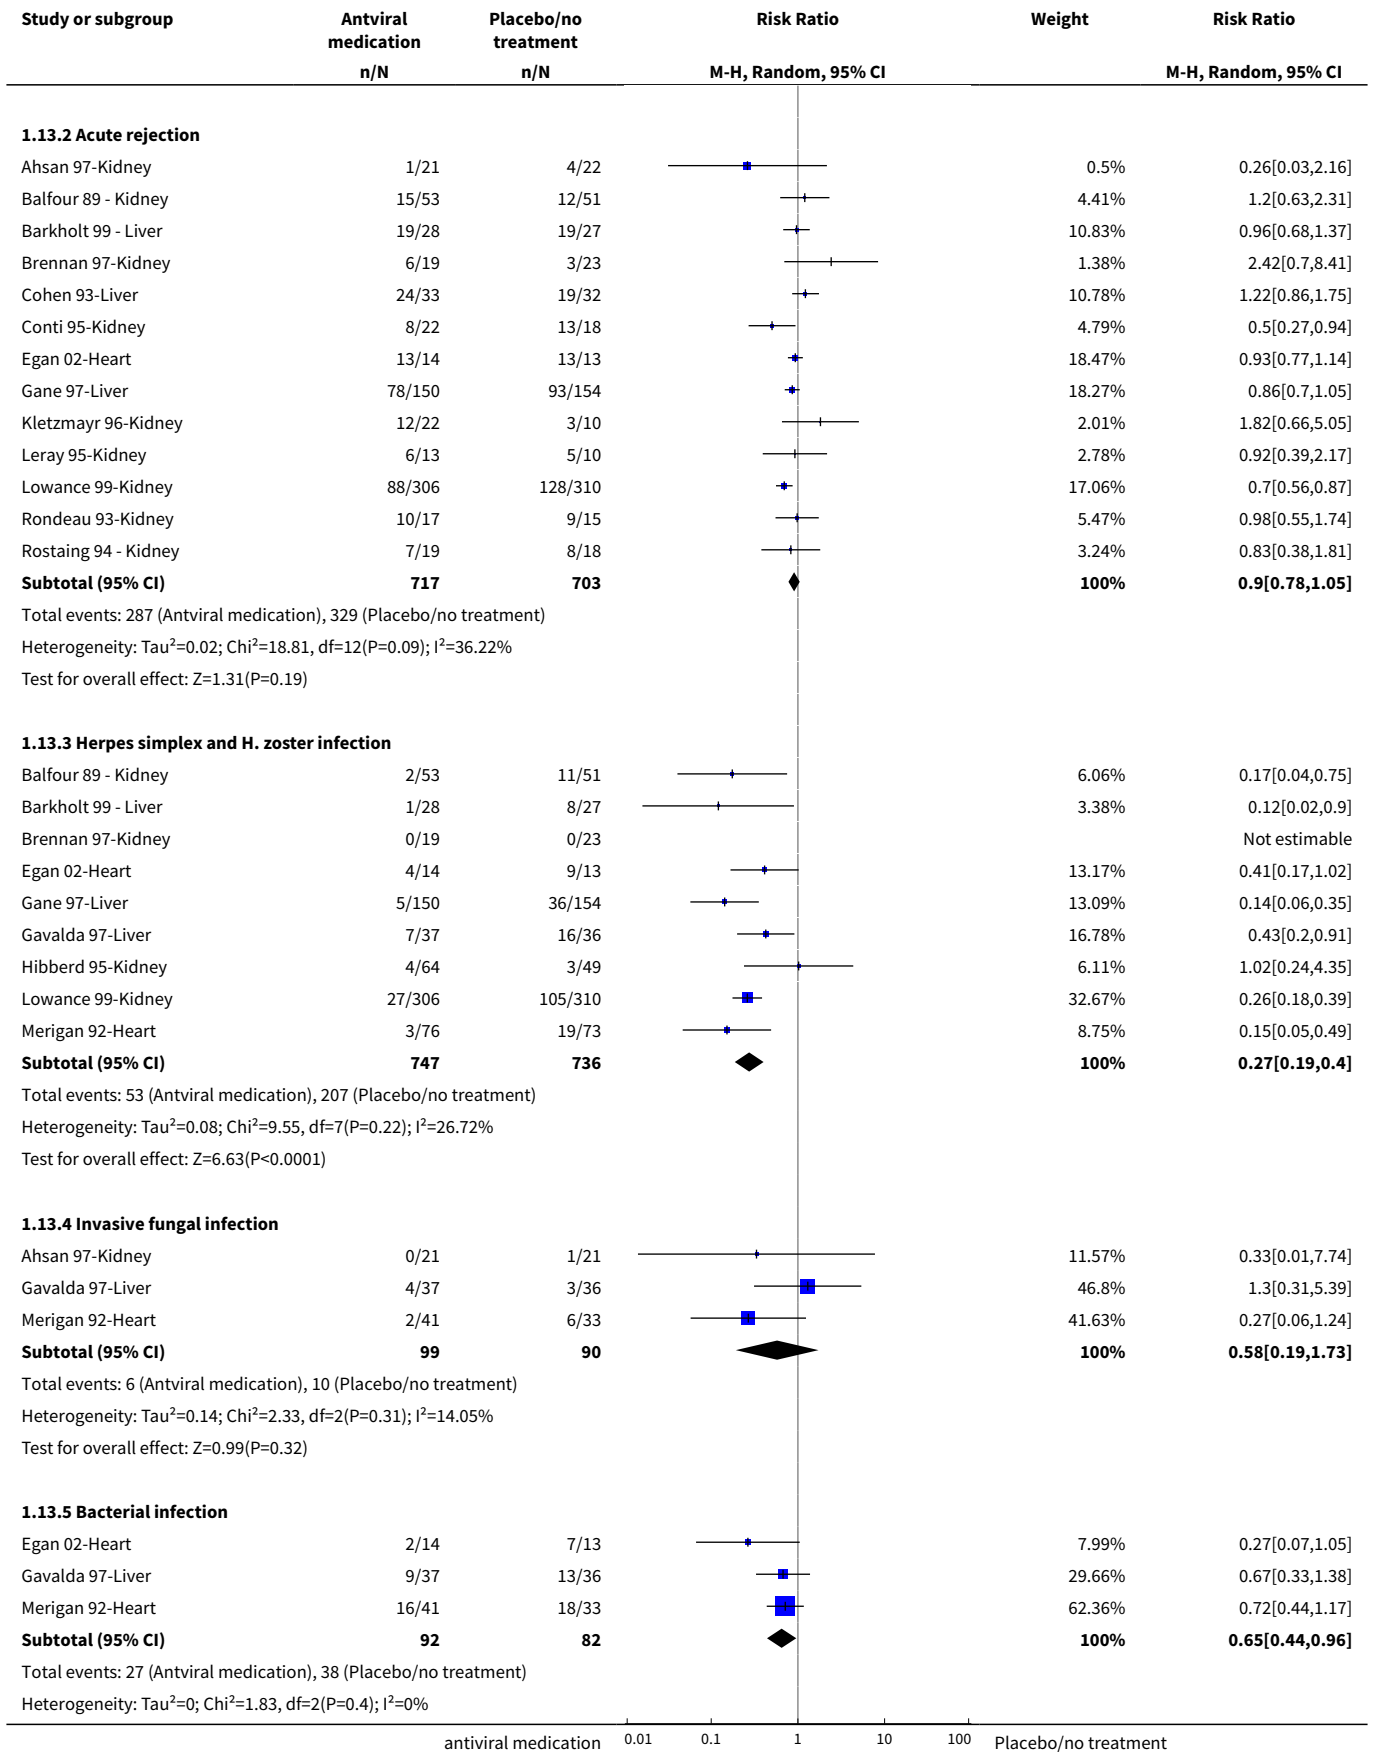 Study or subgroup Antviral medication Placebo/no treatment Risk Ratio Weight Risk Ratio
n/N n/N M-H, Random, 95% CI M-H, Random, 95% CI
1.13.2 Acute rejection
Ahsan 97-Kidney 1/21 4/22 0.5% 0.26[0.03,2.16]
Balfour 89 - Kidney 15/53 12/51 4.41% 1.2[0.63,2.31]
Barkholt 99 - Liver 19/28 19/27 10.83% 0.96[0.68,1.37]
Brennan 97-Kidney 6/19 3/23 1.38% 2.42[0.7,8.41]
Cohen 93-Liver 24/33 19/32 10.78% 1.22[0.86,1.75]
Conti 95-Kidney 8/22 13/18 4.79% 0.5[0.27,0.94]
Egan 02-Heart 13/14 13/13 18.47% 0.93[0.77,1.14]
Gane 97-Liver 78/150 93/154 18.27% 0.86[0.7,1.05]
Kletzmayr 96-Kidney 12/22 3/10 2.01% 1.82[0.66,5.05]
Leray 95-Kidney 6/13 5/10 2.78% 0.92[0.39,2.17]
Lowance 99-Kidney 88/306 128/310 17.06% 0.7[0.56,0.87]
Rondeau 93-Kidney 10/17 9/15 5.47% 0.98[0.55,1.74]
Rostaing 94 - Kidney 7/19 8/18 3.24% 0.83[0.38,1.81]
Subtotal (95% CI) 717 703 100% 0.9[0.78,1.05]
Total events: 287 (Antviral medication), 329 (Placebo/no treatment)
Heterogeneity: Tau²=0.02; Chi²=18.81, df=12(P=0.09); I²=36.22%
Test for overall effect: Z=1.31(P=0.19)
1.13.3 Herpes simplex and H. zoster infection
Balfour 89 - Kidney 2/53 11/51 6.06% 0.17[0.04,0.75]
Barkholt 99 - Liver 1/28 8/27 3.38% 0.12[0.02,0.9]
Brennan 97-Kidney 0/19 0/23 Not estimable
Egan 02-Heart 4/14 9/13 13.17% 0.41[0.17,1.02]
Gane 97-Liver 5/150 36/154 13.09% 0.14[0.06,0.35]
Gavalda 97-Liver 7/37 16/36 16.78% 0.43[0.2,0.91]
Hibberd 95-Kidney 4/64 3/49 6.11% 1.02[0.24,4.35]
Lowance 99-Kidney 27/306 105/310 32.67% 0.26[0.18,0.39]
Merigan 92-Heart 3/76 19/73 8.75% 0.15[0.05,0.49]
Subtotal (95% CI) 747 736 100% 0.27[0.19,0.4]
Total events: 53 (Antviral medication), 207 (Placebo/no treatment)
Heterogeneity: Tau²=0.08; Chi²=9.55, df=7(P=0.22); I²=26.72%
Test for overall effect: Z=6.63(P<0.0001)
1.13.4 Invasive fungal infection
Ahsan 97-Kidney 0/21 1/21 11.57% 0.33[0.01,7.74]
Gavalda 97-Liver 4/37 3/36 46.8% 1.3[0.31,5.39]
Merigan 92-Heart 2/41 6/33 41.63% 0.27[0.06,1.24]
Subtotal (95% CI) 99 90 100% 0.58[0.19,1.73]
Total events: 6 (Antviral medication), 10 (Placebo/no treatment)
Heterogeneity: Tau²=0.14; Chi²=2.33, df=2(P=0.31); I²=14.05%
Test for overall effect: Z=0.99(P=0.32)
1.13.5 Bacterial infection
Egan 02-Heart 2/14 7/13 7.99% 0.27[0.07,1.05]
Gavalda 97-Liver 9/37 13/36 29.66% 0.67[0.33,1.38]
Merigan 92-Heart 16/41 18/33 62.36% 0.72[0.44,1.17]
Subtotal (95% CI) 92 82 100% 0.65[0.44,0.96]
Total events: 27 (Antviral medication), 38 (Placebo/no treatment)
Heterogeneity: Tau²=0; Chi²=1.83, df=2(P=0.4); I²=0%
antiviral medication 0.01 0.1 1 10 100 Placebo/no treatment